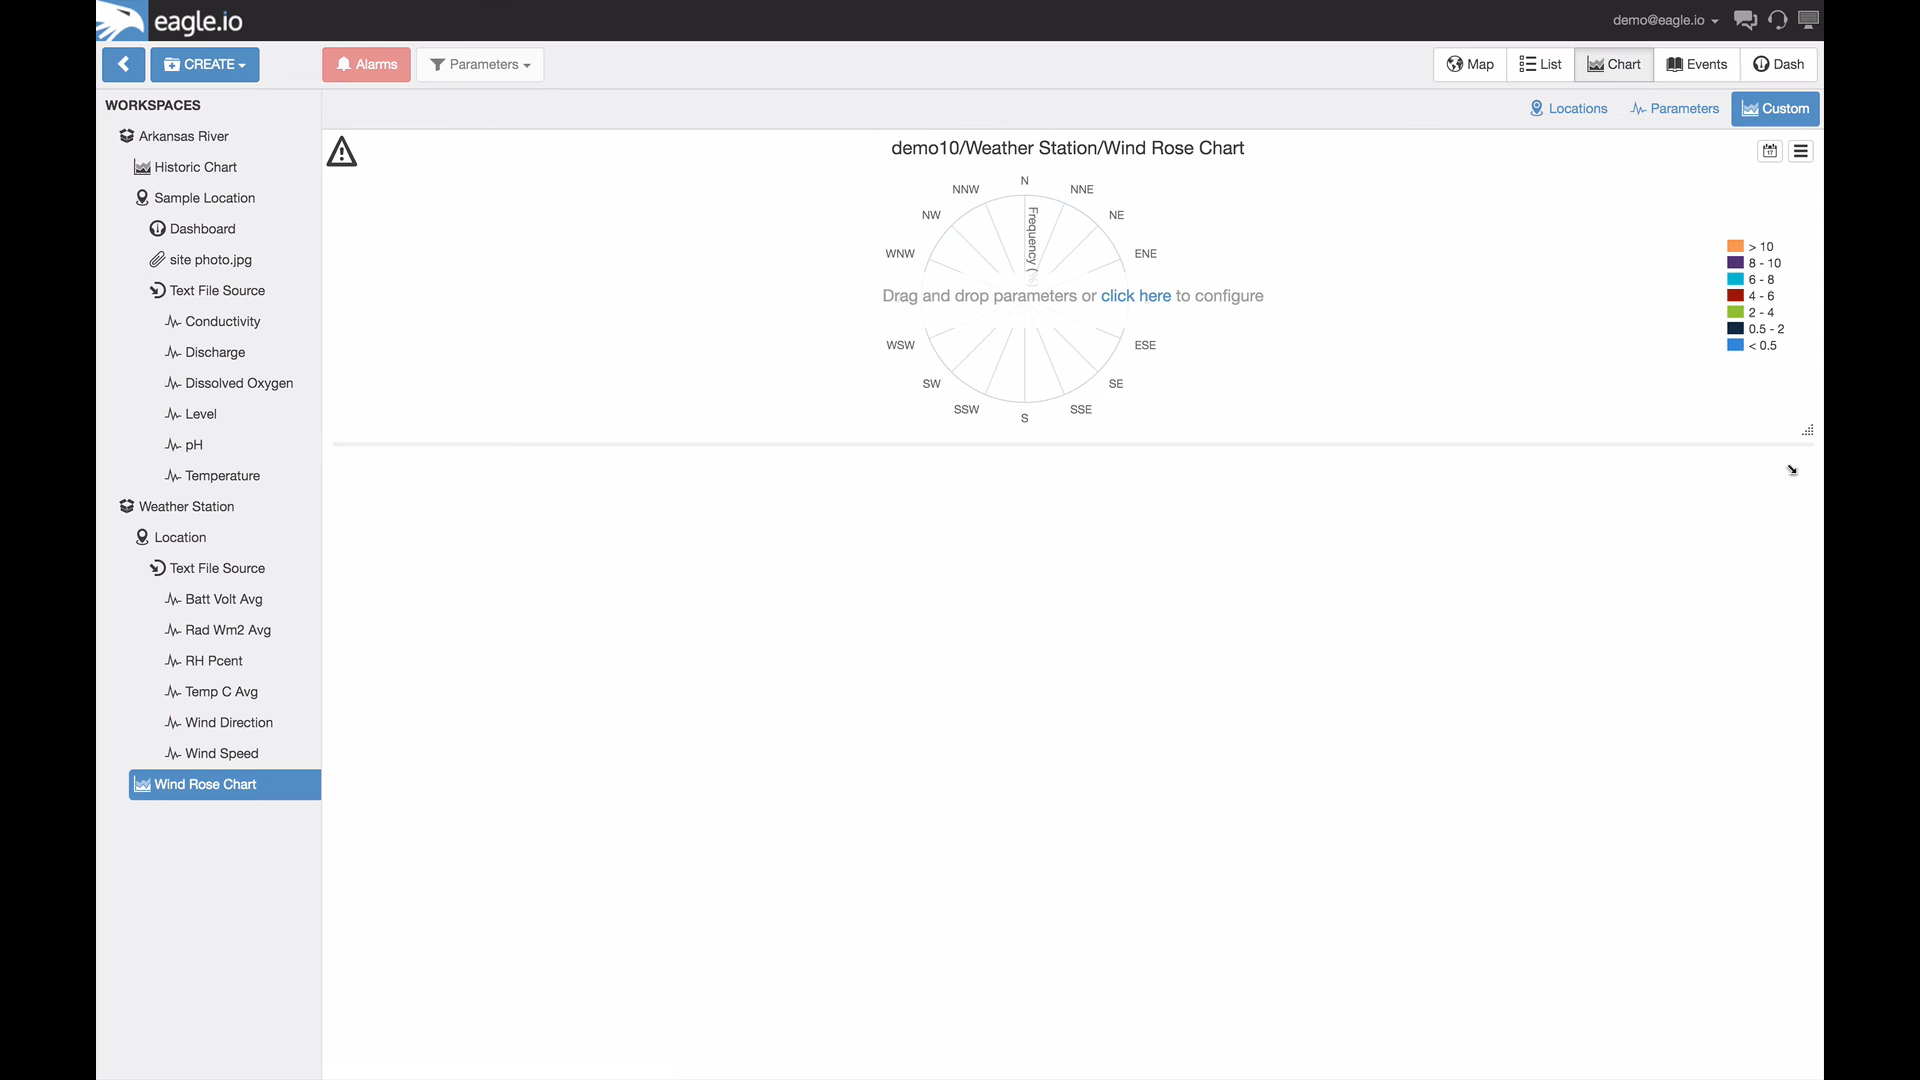 eagle.io
demo@eagle.io
CREATE
Alarms
Parameters
Map
List
Chart
Events
Dash
WORKSPACES
Locations
Parameters
Custom
Arkansas River
Historic Chart
Sample Location
Dashboard
site photo.jpg
Text File Source
Conductivity
Discharge
Dissolved Oxygen
Level
pH
Temperature
Weather Station
Location
Text File Source
Batt Volt Avg
Rad Wm2 Avg
RH Pcent
Temp C Avg
Wind Direction
Wind Speed
Wind Rose Chart
demo10/Weather Station/Wind Rose Chart
17
N
NNW
NNE
NW
NE
WNW
ENE
Frequency (%)
Drag and drop parameters or click here to configure
WSW
ESE
SW
SE
SSW
SSE
S
> 10
8 - 10
6 - 8
4 - 6
2 - 4
0.5 - 2
< 0.5